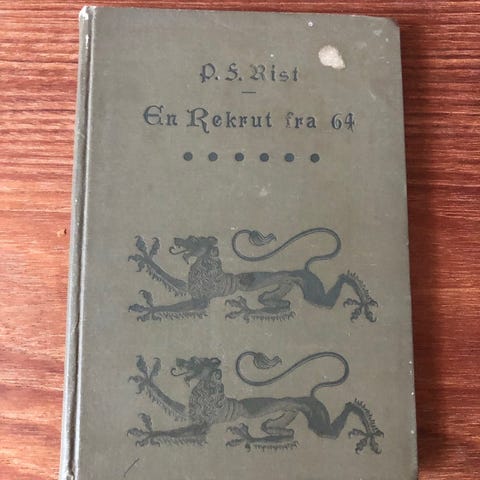 P. F. Rist
En Rekrut fra 64